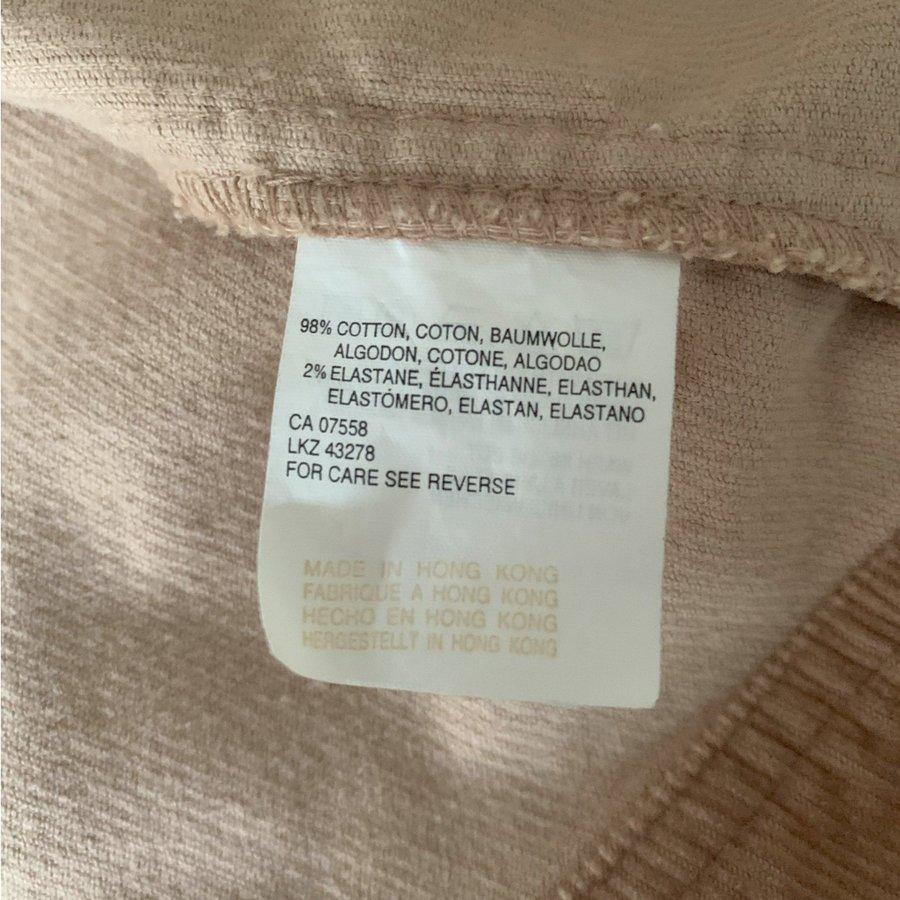 98% COTTON, COTON, BAUMWOLLE,
ALGODON, COTONE, ALGODAO
2% ELASTANE, ÉLASTHANNE, ELASTHAN,
ELASTÓMERO, ELASTAN, ELASTANO
CA 07558
LKZ 43278
FOR CARE SEE REVERSE
MADE IN HONG KONG
FABRIQUE A HONG KONG
HECHO EN HONG KONG
HERGESTELLT IN HONG KONG